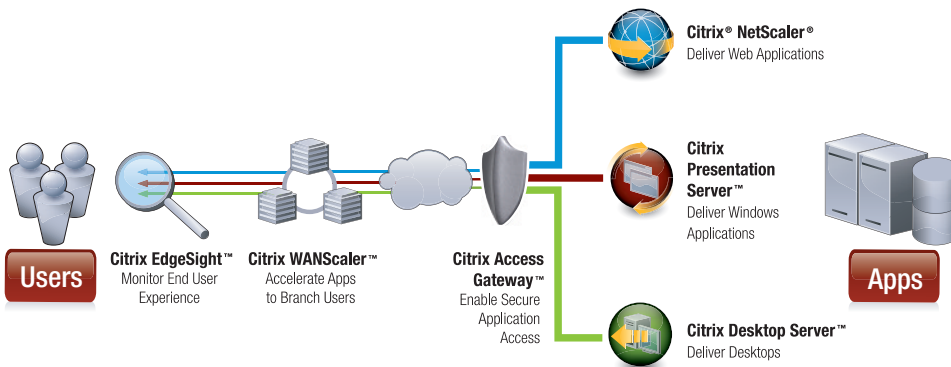 Users
Citrix EdgeSight™
Monitor End User
Experience
Citrix WANScaler™
Accelerate Apps
to Branch Users
Citrix Access
Gateway™
Enable Secure
Application
Access
Citrix® NetScaler®
Deliver Web Applications
Citrix
Presentation
Server™
Deliver Windows
Applications
Citrix Desktop Server™
Deliver Desktops
Apps